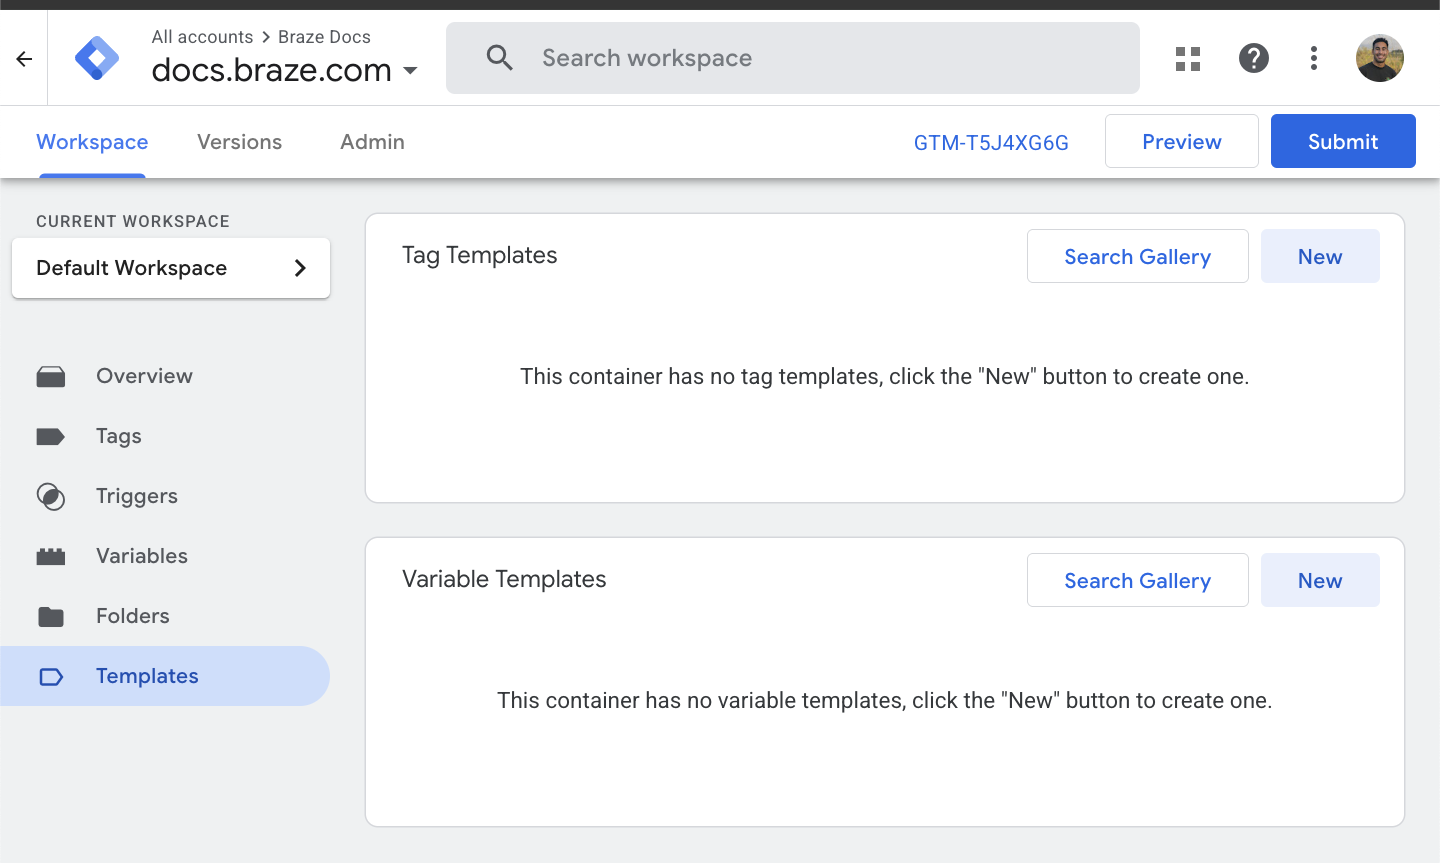 All accounts > Braze Docs
docs.braze.com
Search workspace
Workspace
Versions
Admin
GTM-T5J4XG6G
Preview
Submit
CURRENT WORKSPACE
Default Workspace
Overview
Tags
Triggers
Variables
Folders
Templates
Tag Templates
Search Gallery
New
This container has no tag templates, click the "New" button to create one.
Variable Templates
Search Gallery
New
This container has no variable templates, click the "New" button to create one.